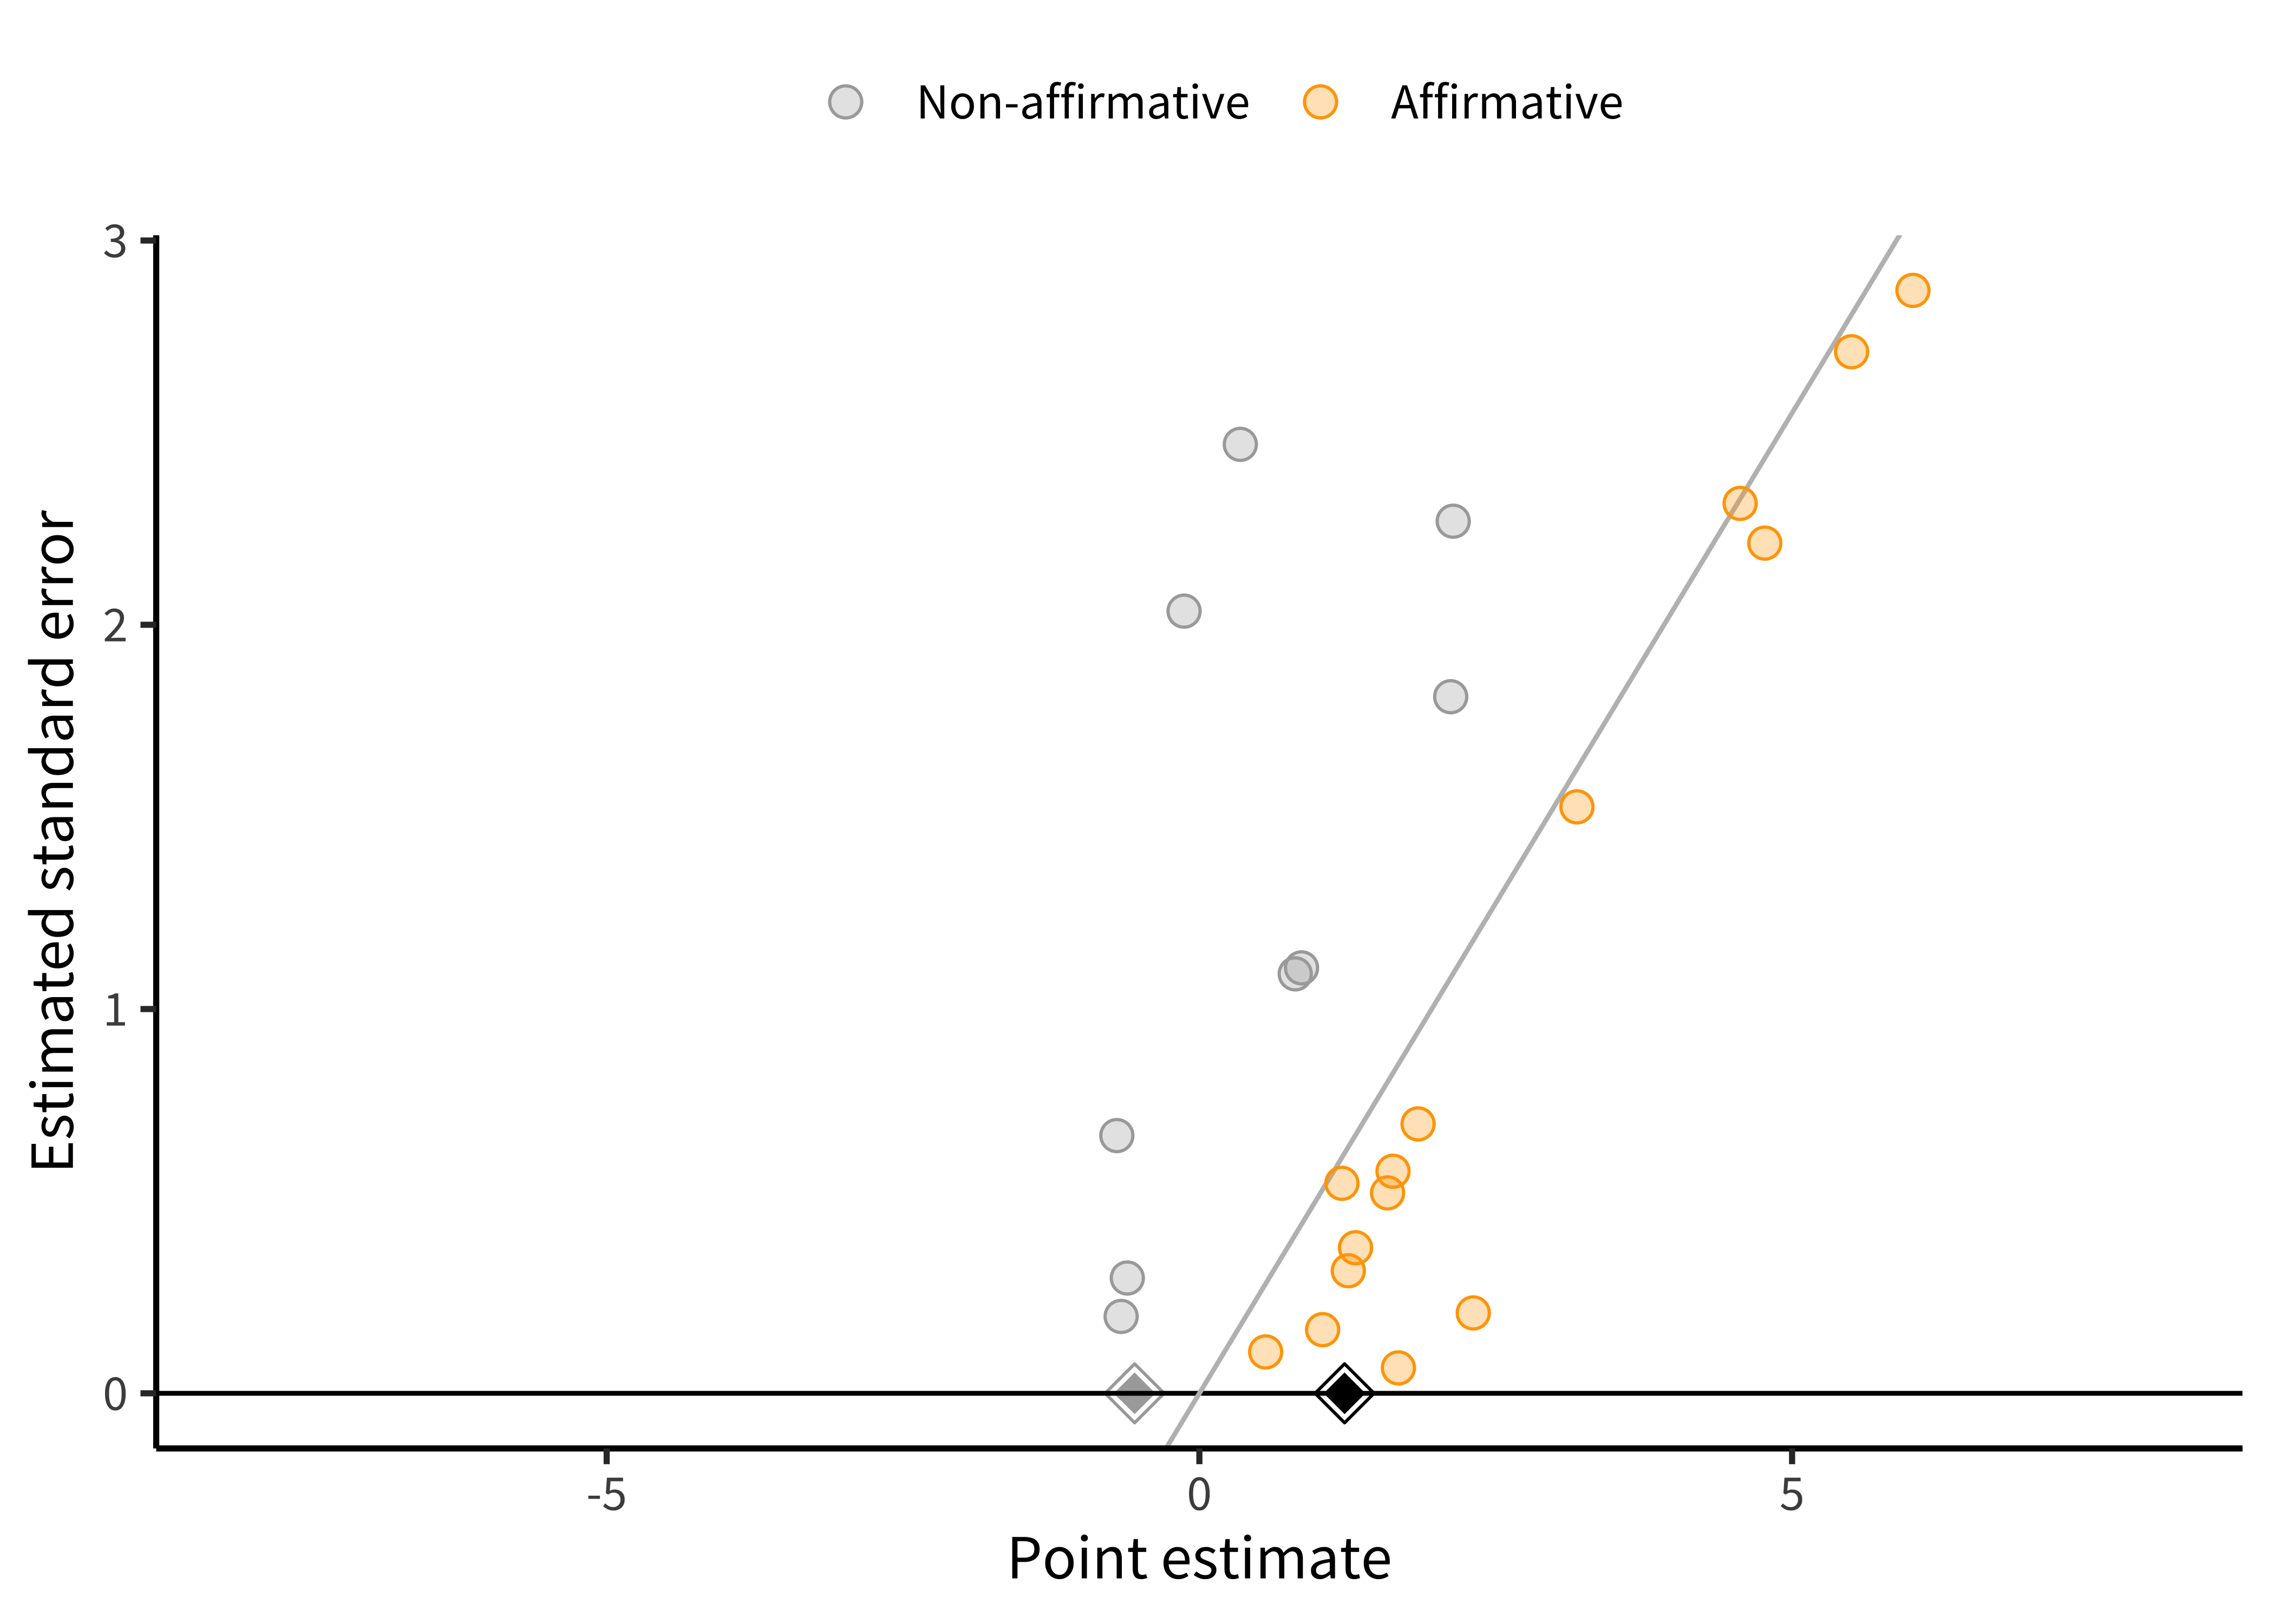 Non-affirmative Affirmative
3
2
1
0
Estimated standard error
-5 0 5
Point estimate